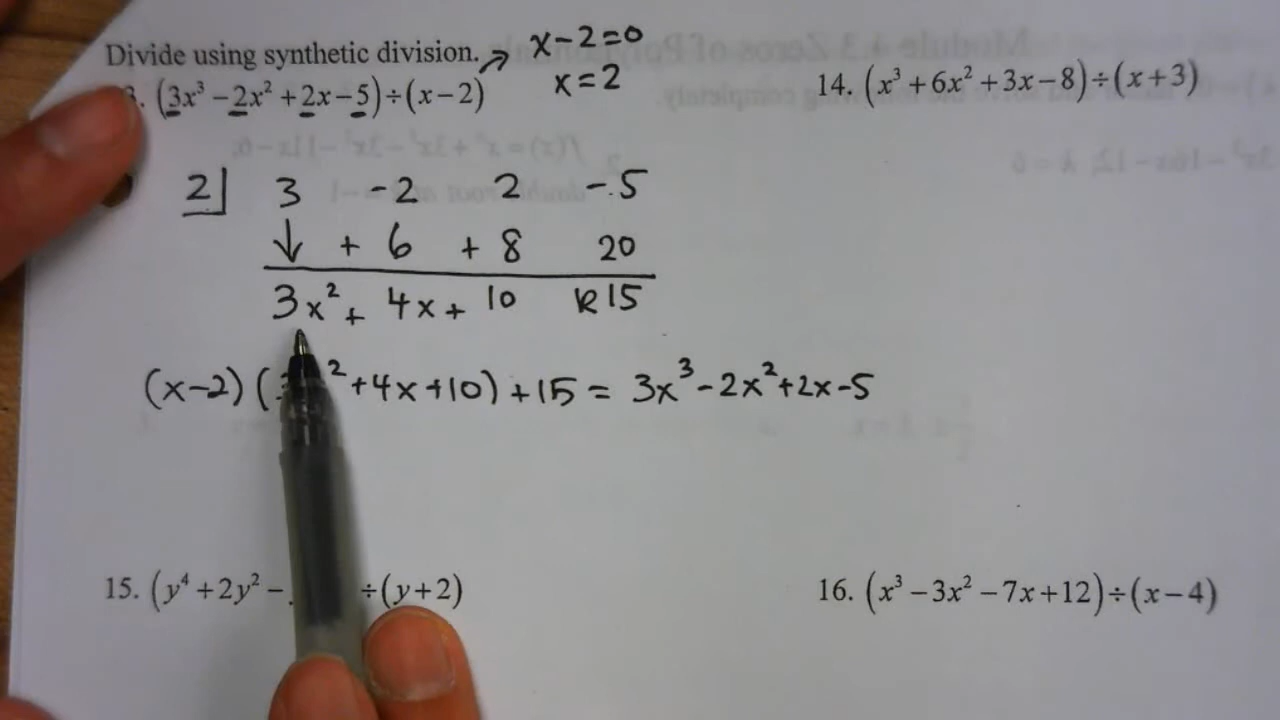 Divide using synthetic division. x-2=0
x=2
3. (3x³ - 2x² + 2x - 5) ÷ (x - 2)
14. (x³ + 6x² + 3x - 8) ÷ (x + 3)
2 3 -2 2 -5
↓ + 6 + 8 20
3x² + 4x + 10 R 15
(x-2)( ² +4x+10) +15 = 3x³ -2x² +2x -5
15. (y⁴ + 2y² - ÷ (y + 2)
16. (x³ - 3x² - 7x + 12) ÷ (x - 4)